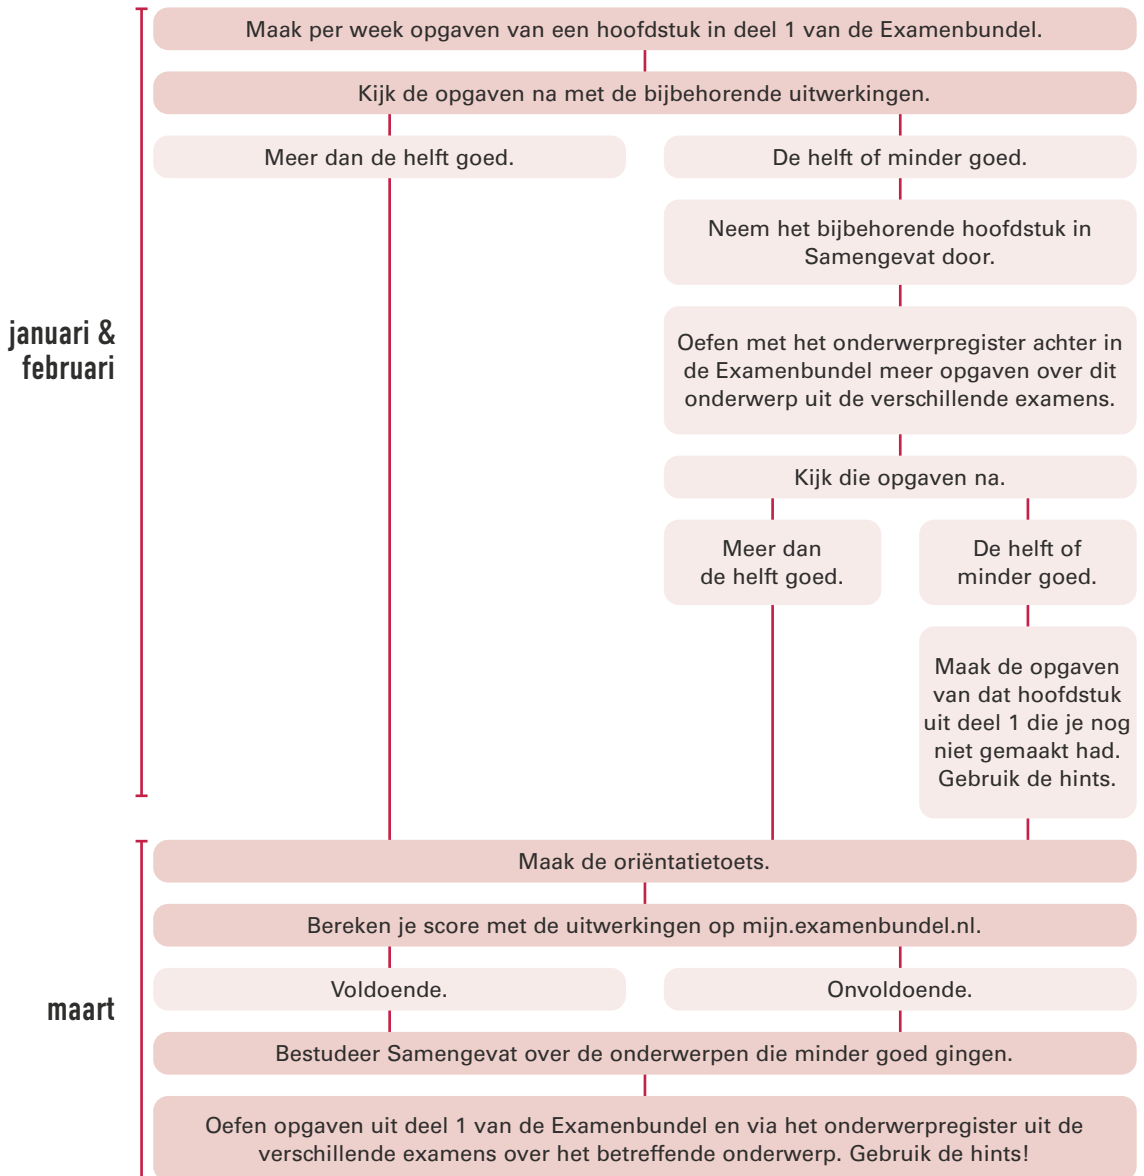 Maak per week opgaven van een hoofdstuk in deel 1 van de Examenbundel.
Kijk de opgaven na met de bijbehorende uitwerkingen.
Meer dan de helft goed.
De helft of minder goed.
Neem het bijbehorende hoofdstuk in
Samengevat door.
januari &
februari
Oefen met het onderwerpregister achter in
de Examenbundel meer opgaven over dit
onderwerp uit de verschillende examens.
Kijk die opgaven na.
Meer dan
de helft goed.
De helft of
minder goed.
Maak de opgaven
van dat hoofdstuk
uit deel 1 die je nog
niet gemaakt had.
Gebruik de hints.
Maak de oriëntatietoets.
Bereken je score met de uitwerkingen op mijn.examenbundel.nl.
maart
Voldoende.
Onvoldoende.
Bestudeer Samengevat over de onderwerpen die minder goed gingen.
Oefen opgaven uit deel 1 van de Examenbundel en via het onderwerpregister uit de
verschillende examens over het betreffende onderwerp. Gebruik de hints!